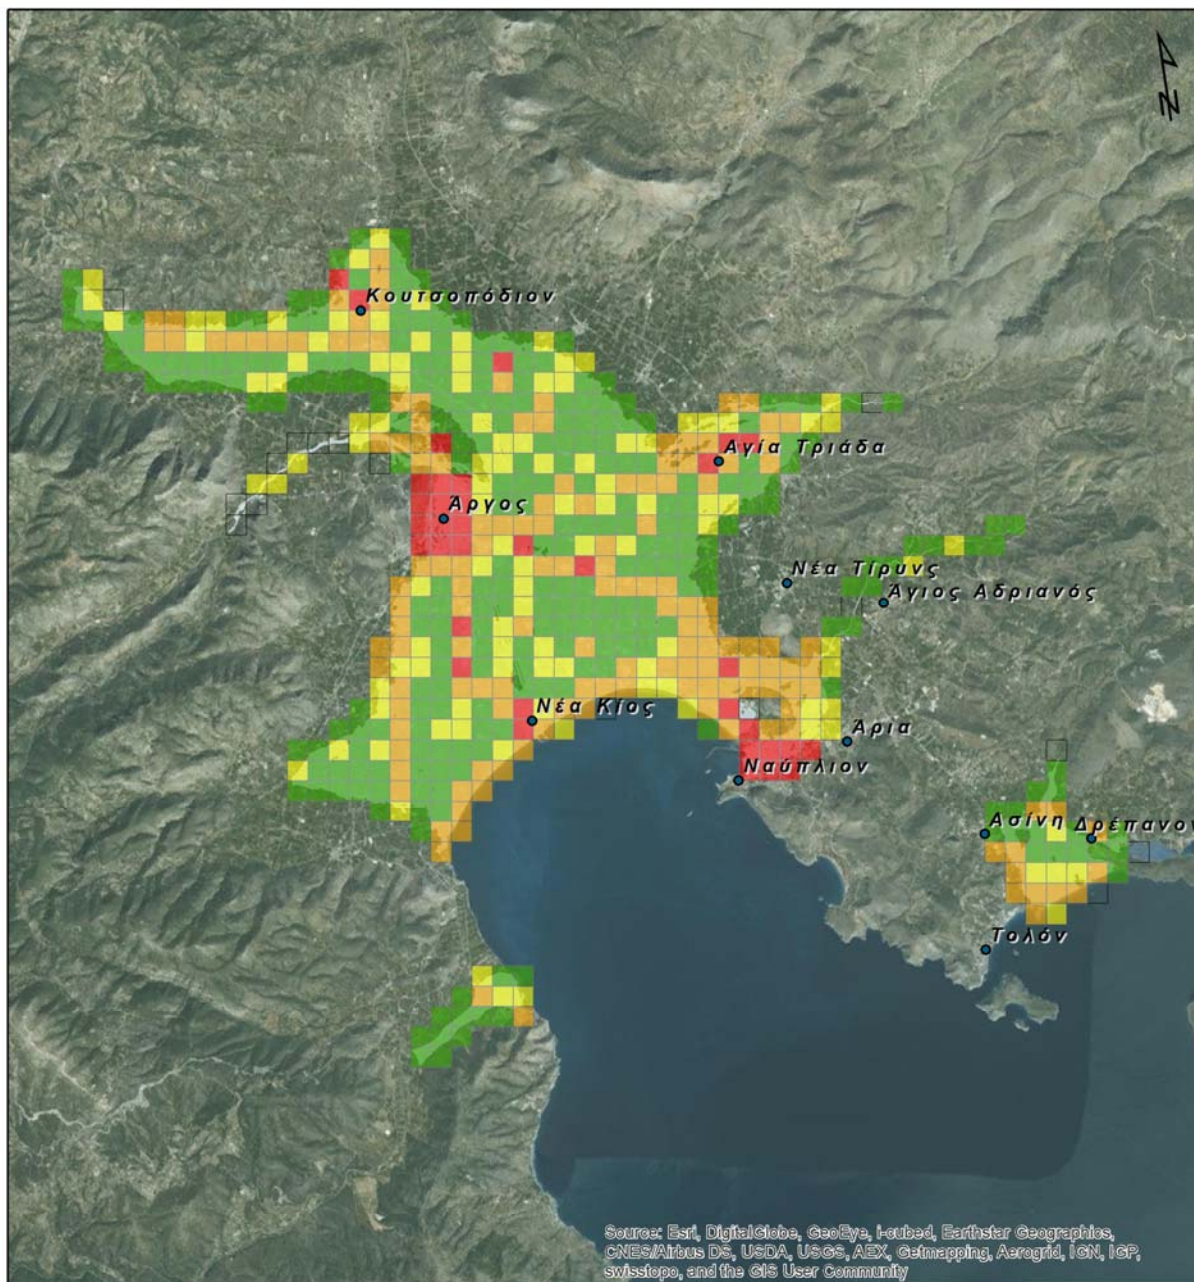 N
Κουτσοπόδιον
Αγία Τριάδα
Άργος
Νέα Τίρυνς
Άγιος Αδριανός
Νέα Κίος
Άρια
Ναύπλιον
Ασίνη Δρέπανον
Τολόν
Source: Esri, DigitalGlobe, GeoEye, i-cubed, Earthstar Geographics,
CNES/Airbus DS, USDA, USGS, AEX, Getmapping, Aerogrid, IGN, IGP,
swisstopo, and the GIS User Community